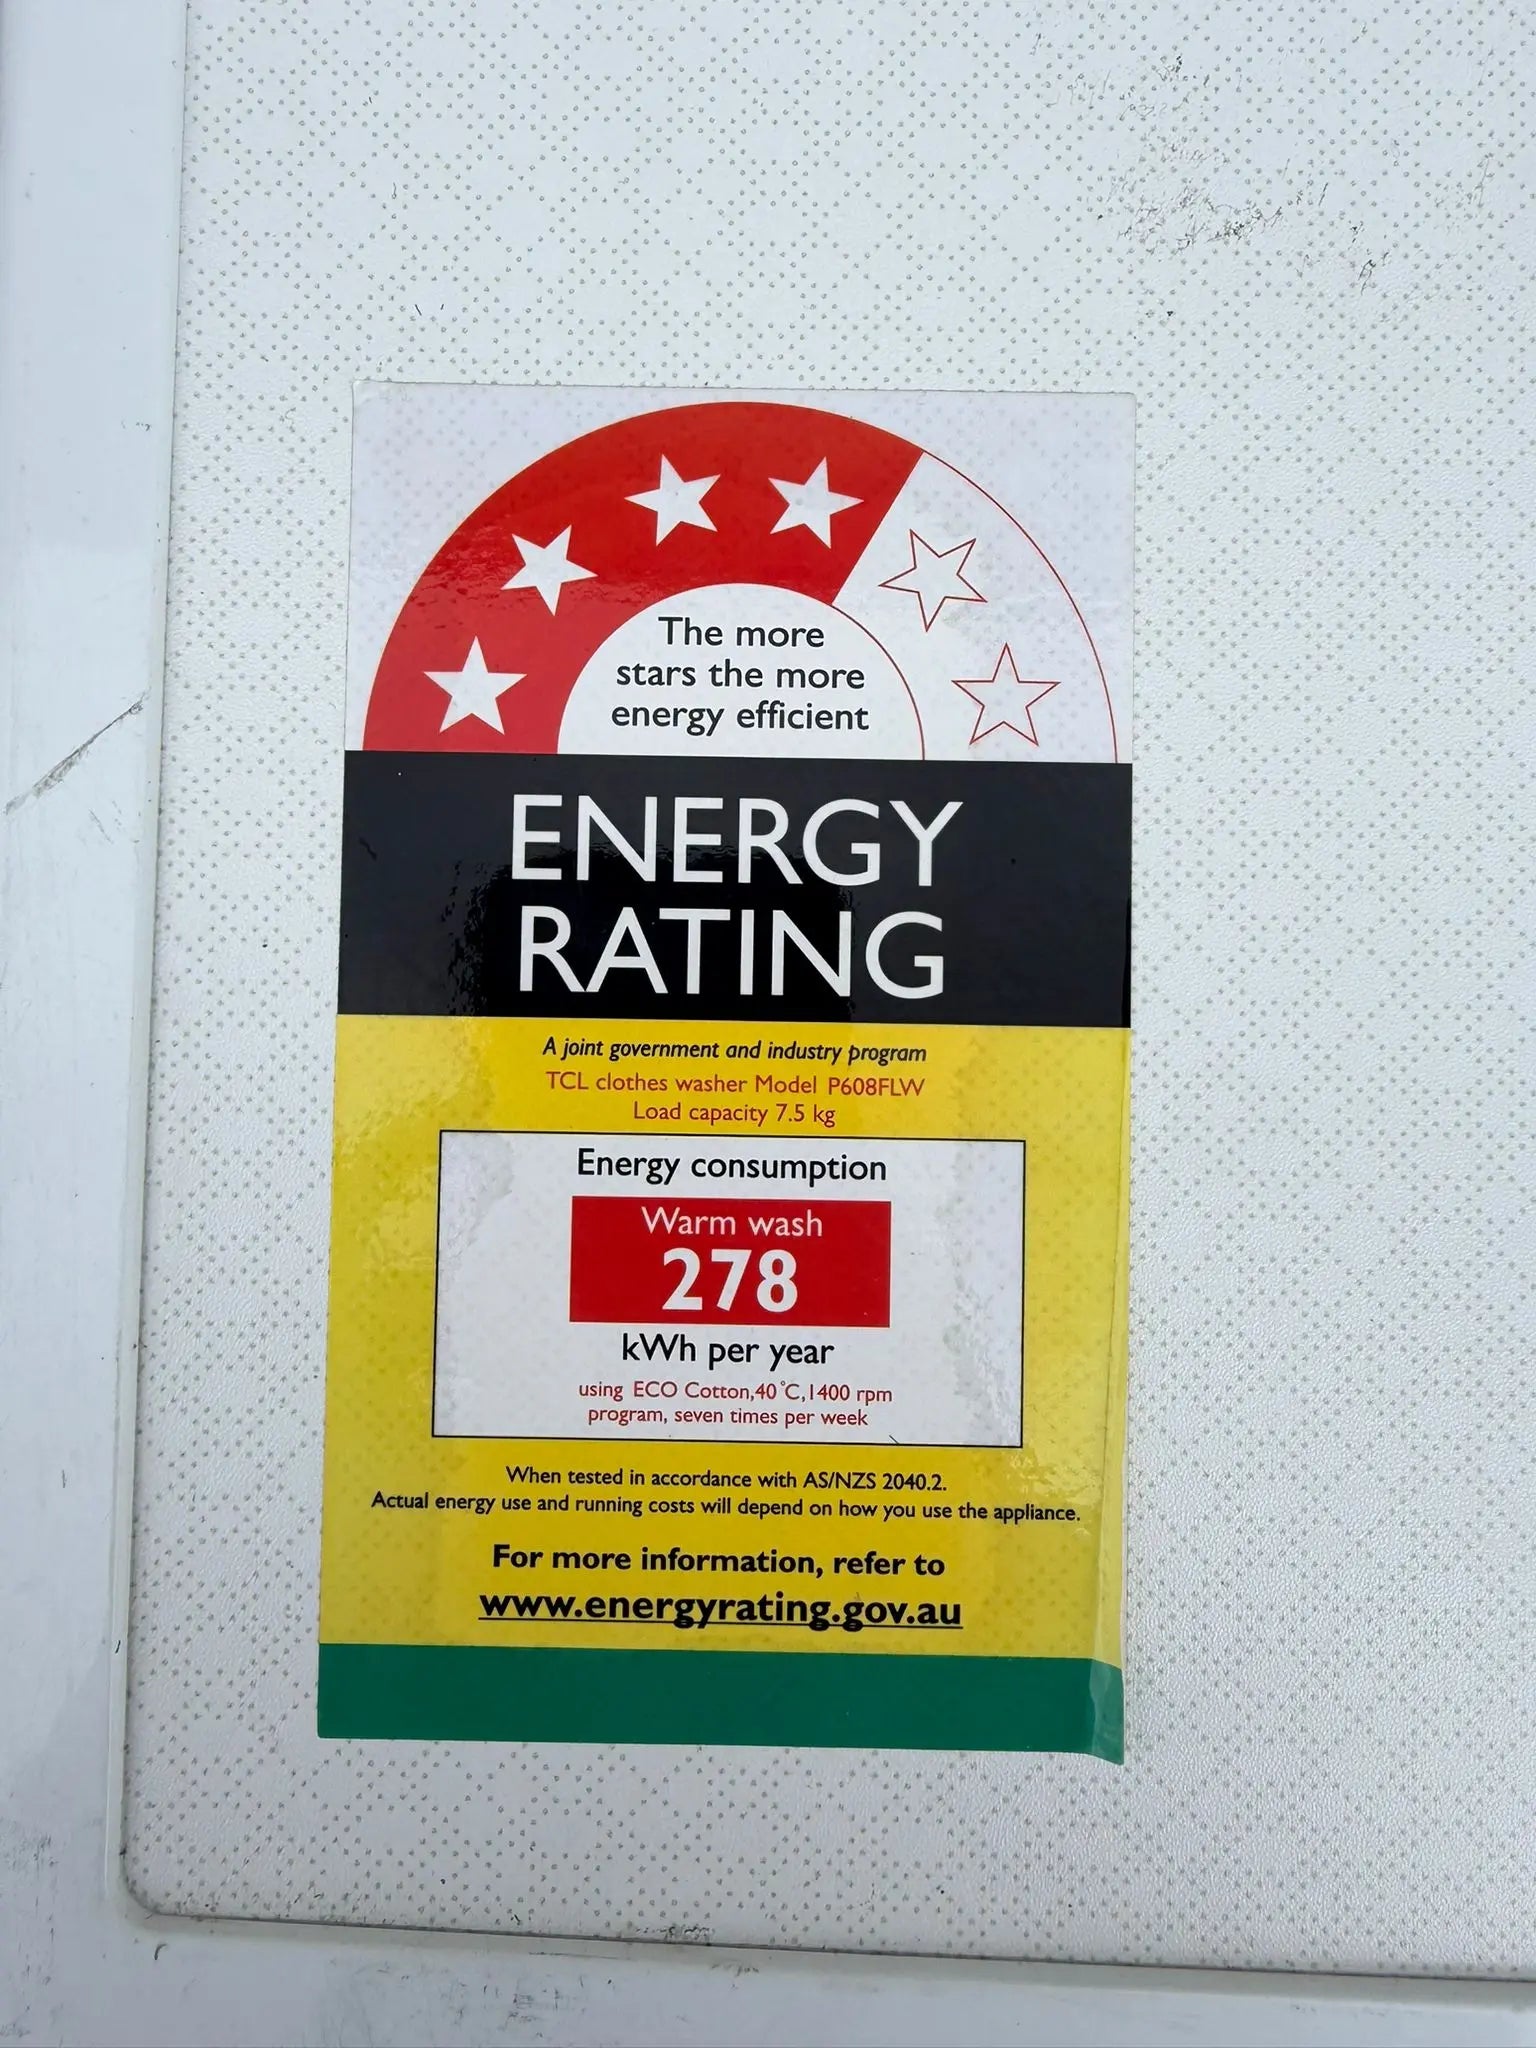 The more
stars the more
energy efficient
ENERGY
RATING
A joint government and industry program
TCL clothes washer Model P608FLW
Load capacity 7.5 kg
Energy consumption
Warm wash
278
kWh per year
using ECO Cotton,40°C,1400 rpm
program, seven times per week
When tested in accordance with AS/NZS 2040.2.
Actual energy use and running costs will depend on how you use the appliance.
For more information, refer to
www.energyrating.gov.au